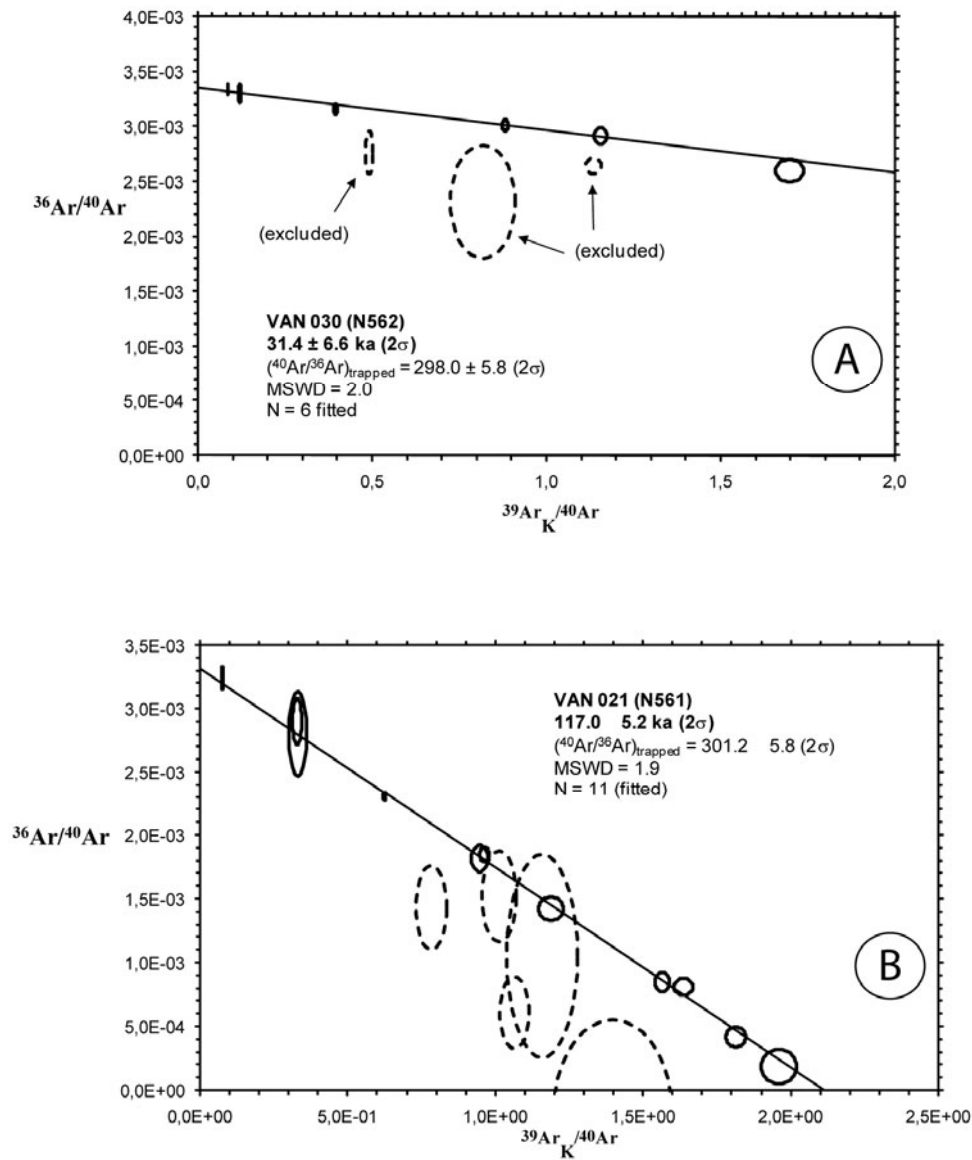 4,0E-03
3,5E-03
3,0E-03
2,5E-03
2,0E-03
1,5E-03
1,0E-03
5,0E-04
0,0E+00
36Ar/40Ar
(excluded)
(excluded)
VAN 030 (N562)
31.4 ± 6.6 ka (2σ)
(40Ar/36Ar)trapped = 298.0 ± 5.8 (2σ)
MSWD = 2.0
N = 6 fitted
A
0,0 0,5 1,0 1,5 2,0
39ArK/40Ar
3,5E-03
3,0E-03
2,5E-03
2,0E-03
1,5E-03
1,0E-03
5,0E-04
0,0E+00
36Ar/40Ar
VAN 021 (N561)
117.0 5.2 ka (2σ)
(40Ar/36Ar)trapped = 301.2 5.8 (2σ)
MSWD = 1.9
N = 11 (fitted)
B
0,0E+00 5,0E-01 1,0E+00 1,5E+00 2,0E+00 2,5E+00
39ArK/40Ar